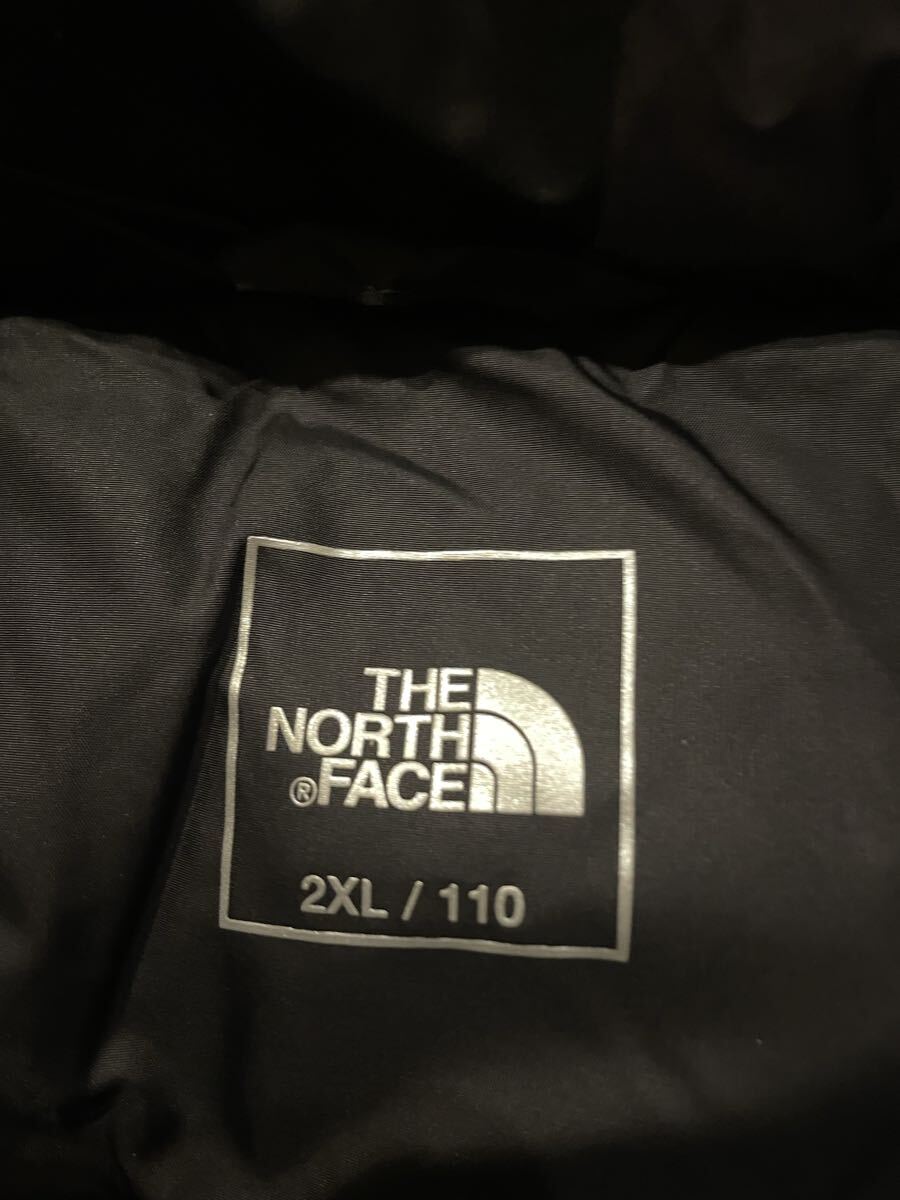 THE
NORTH
®FACE
2XL / 110